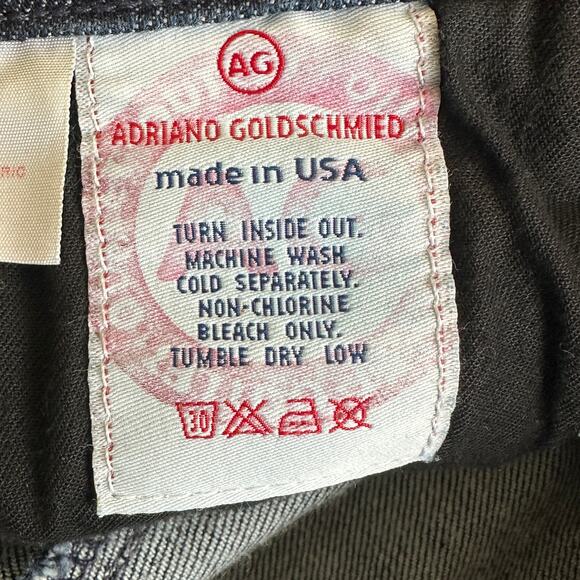 AG
ADRIANO GOLDSCHMIED
made in USA
TURN INSIDE OUT.
MACHINE WASH
COLD SEPARATELY.
NON-CHLORINE
BLEACH ONLY.
TUMBLE DRY LOW
30
RIC